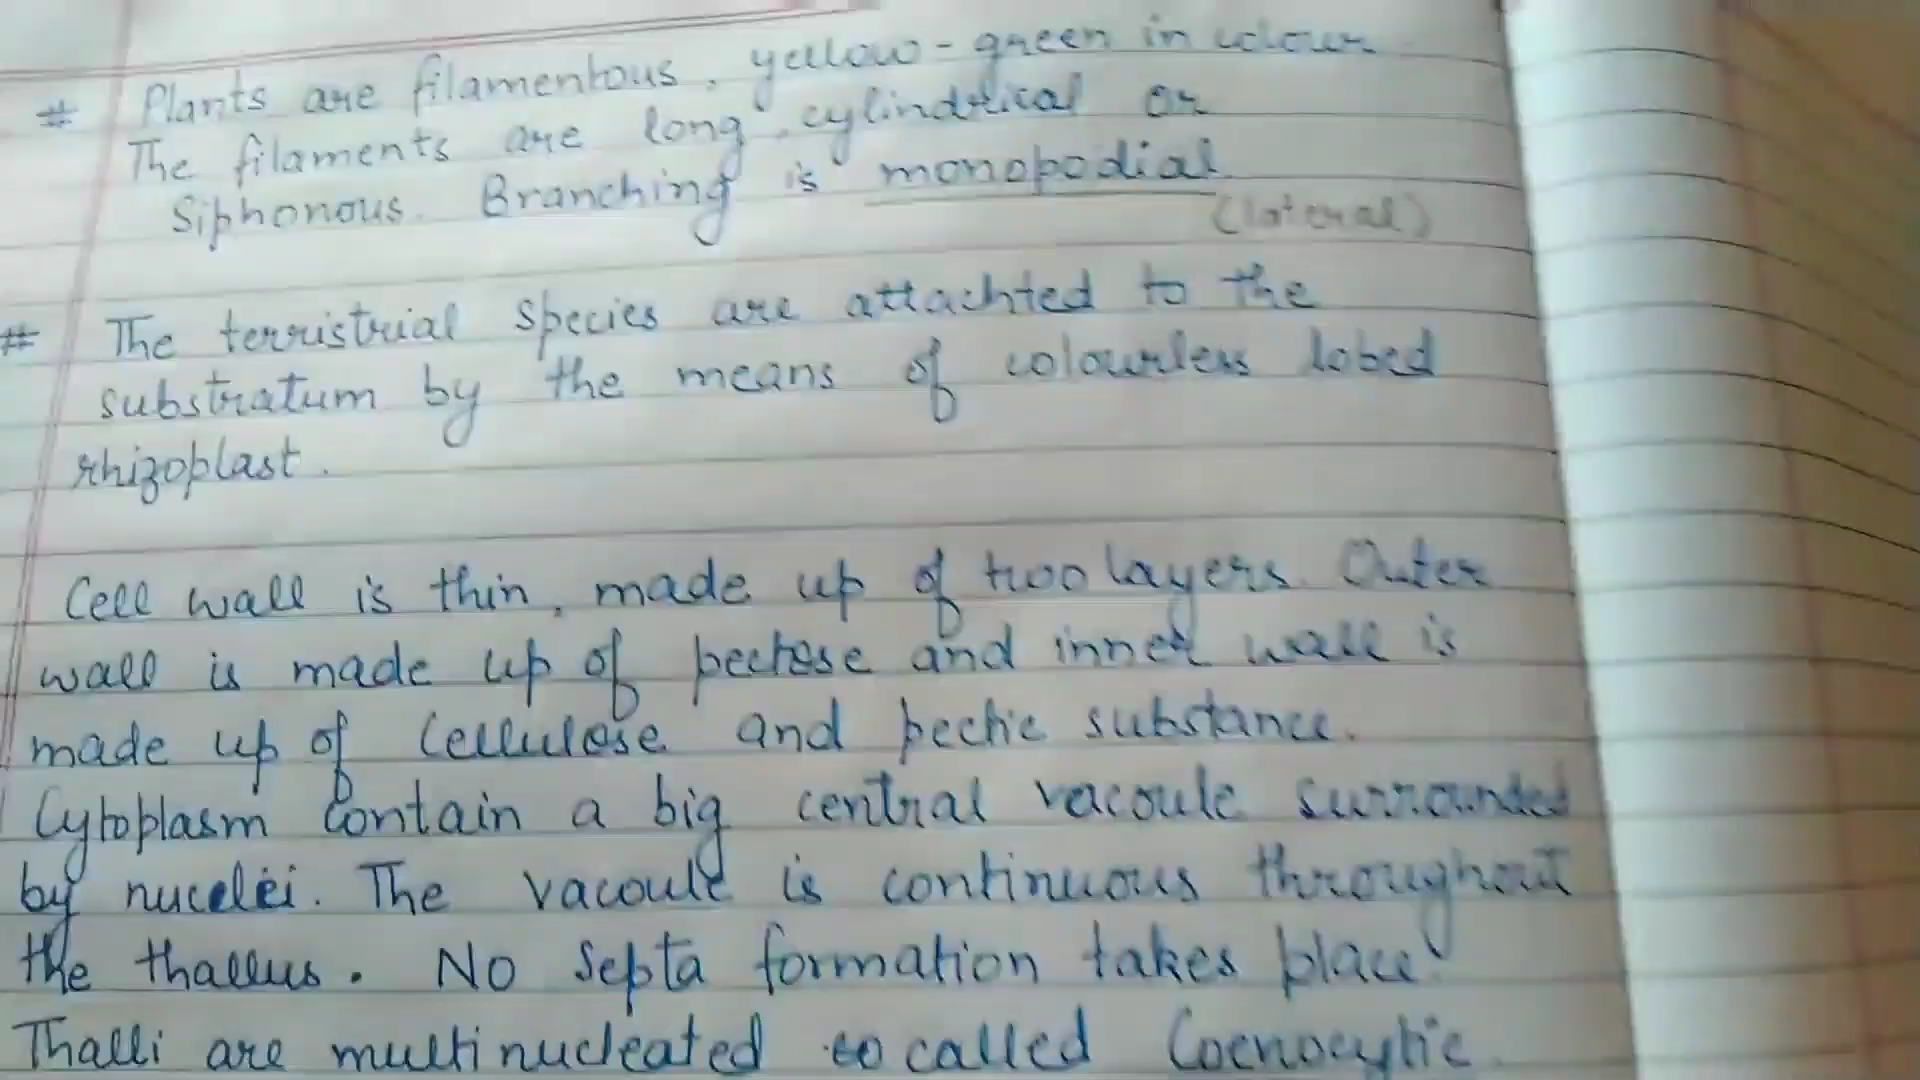 # Plants are filamentous, yellow-green in colour
The filaments are long, cylindrical or
Siphonous. Branching is monopodial
(lateral)
# The terristrial species are attachted to the
substratum by the means of colourless lobed
rhizoplast.
Cell wall is thin, made up of two layers. Outer
wall is made up of pectose and inner wall is
made up of Cellulose and pectic substance.
Cytoplasm contain a big central vacoule surrounded
by nucelei. The vacoule is continuous throughout
the thallus. No septa formation takes place
Thalli are multinucleated so called Coenocytic.